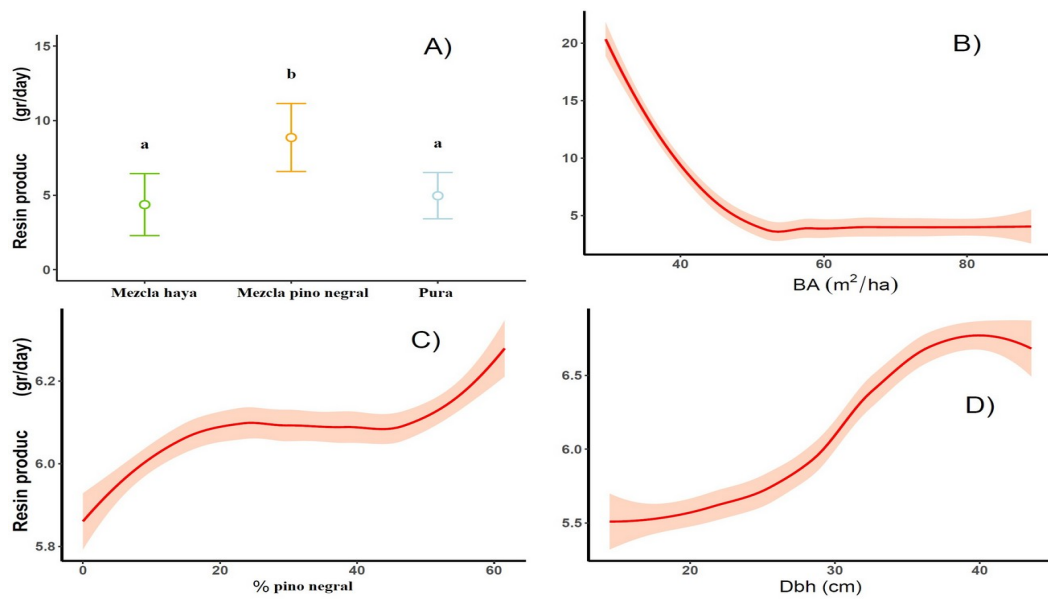 A)
15
10
5
0
Resin produc (gr/day)
a
b
a
Mezcla haya Mezcla pino negral Pura
B)
20
15
10
5
40 60 80
BA (m²/ha)
C)
6.2
6.0
5.8
Resin produc (gr/day)
0 20 40 60
% pino negral
D)
6.5
6.0
5.5
20 30 40
Dbh (cm)